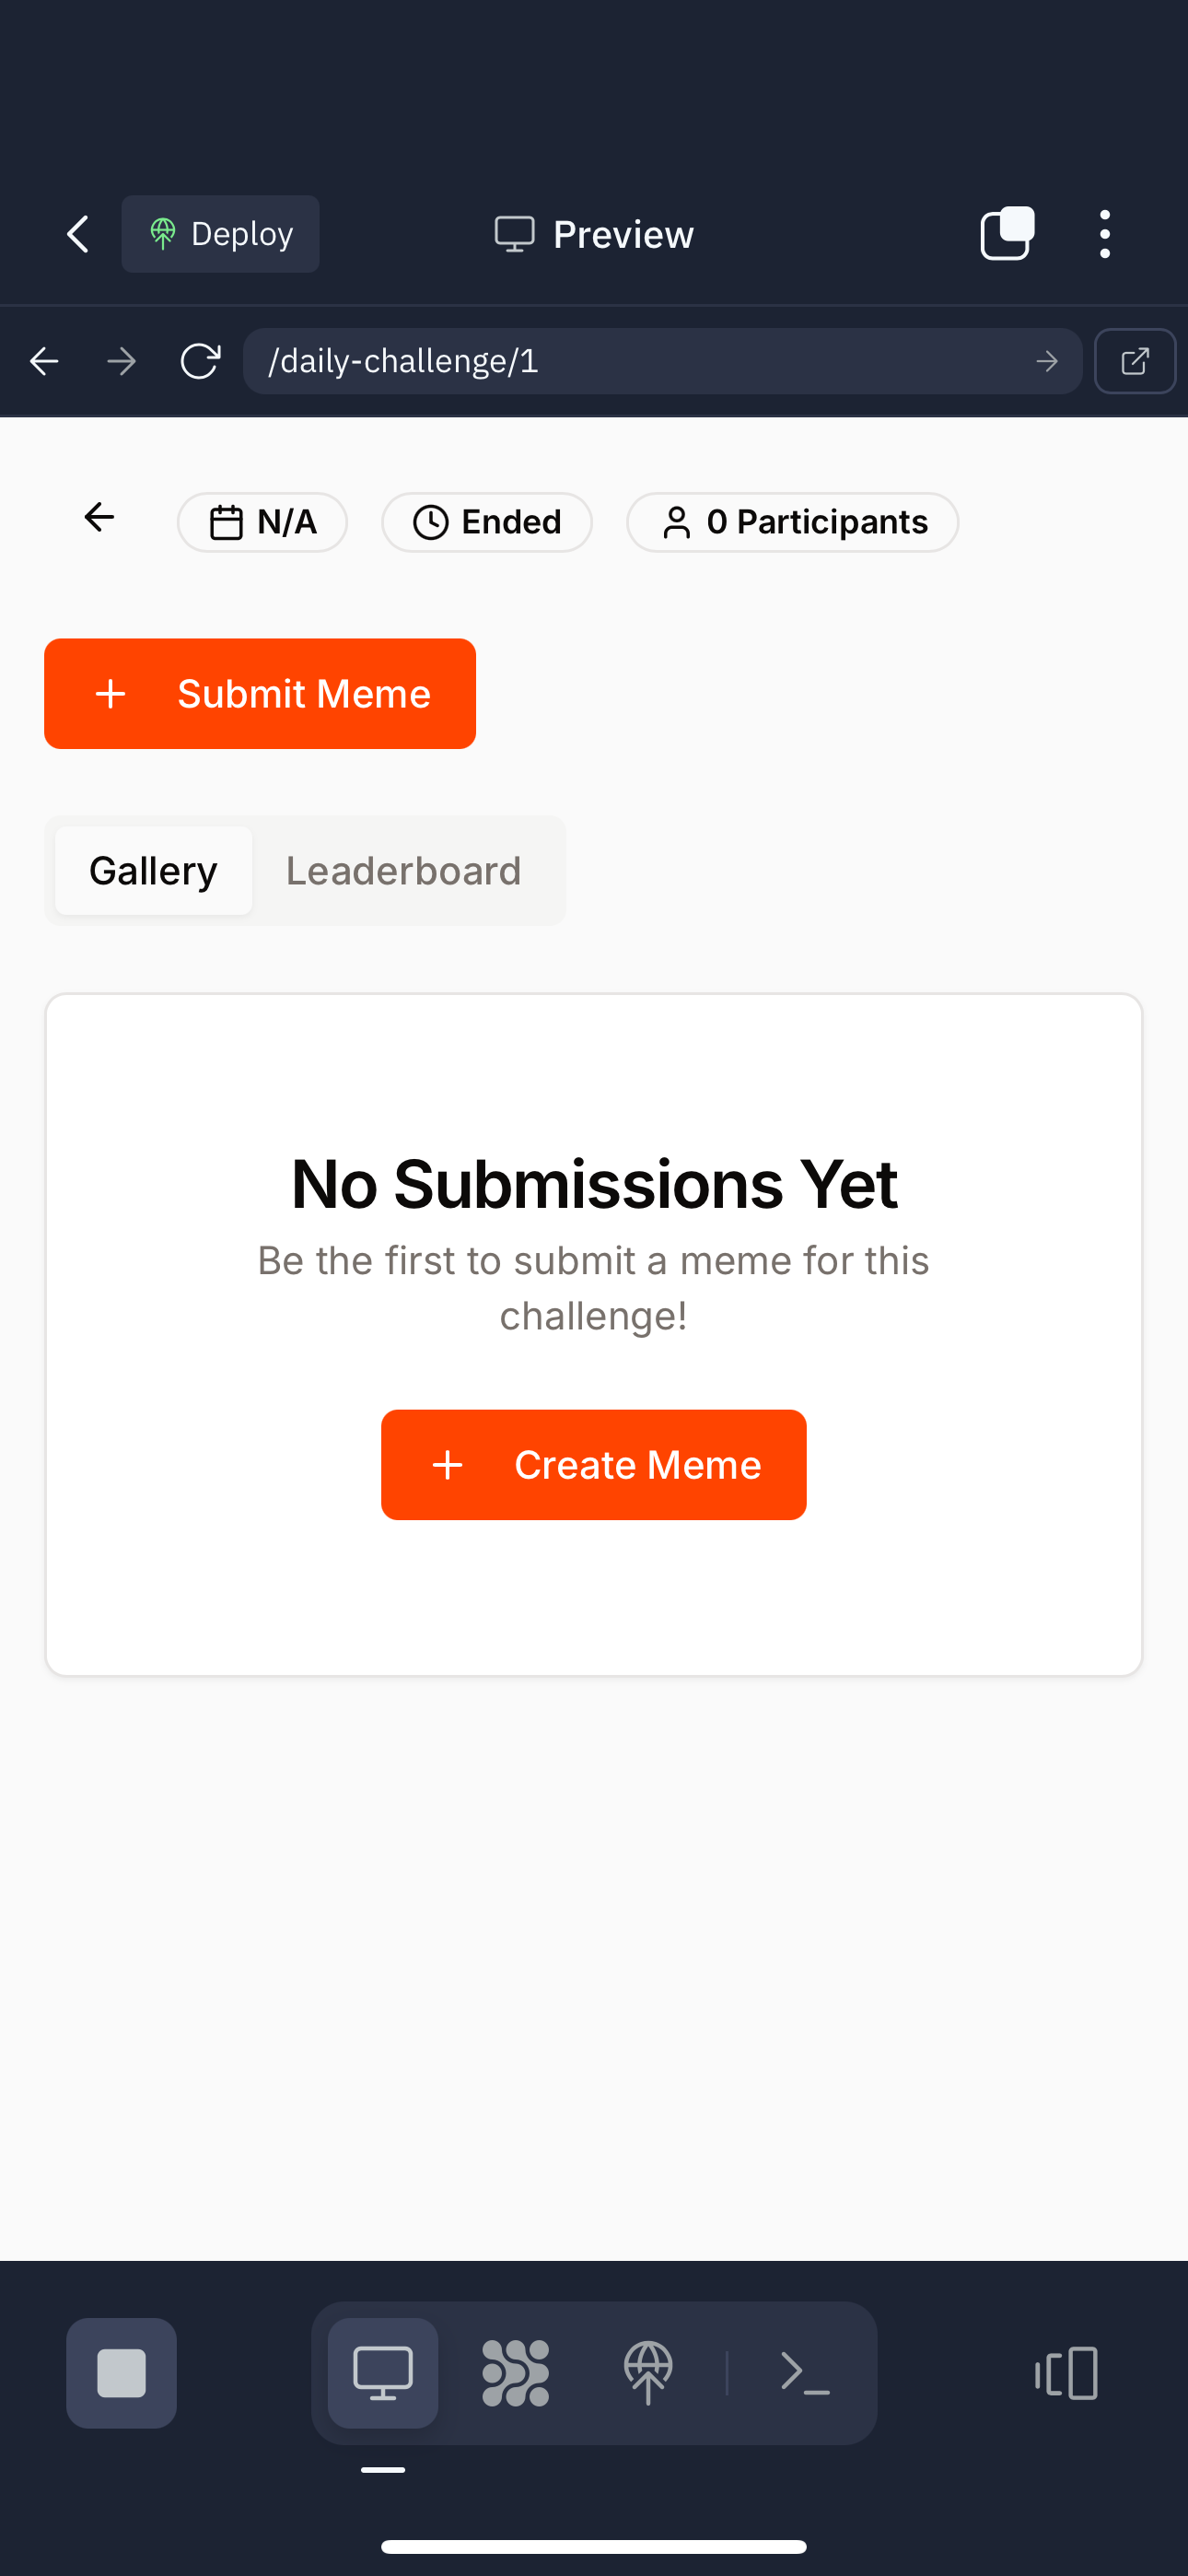 Deploy
Preview
/daily-challenge/1
N/A
Ended
0 Participants
Submit Meme
Gallery
Leaderboard
No Submissions Yet
Be the first to submit a meme for this
challenge!
Create Meme